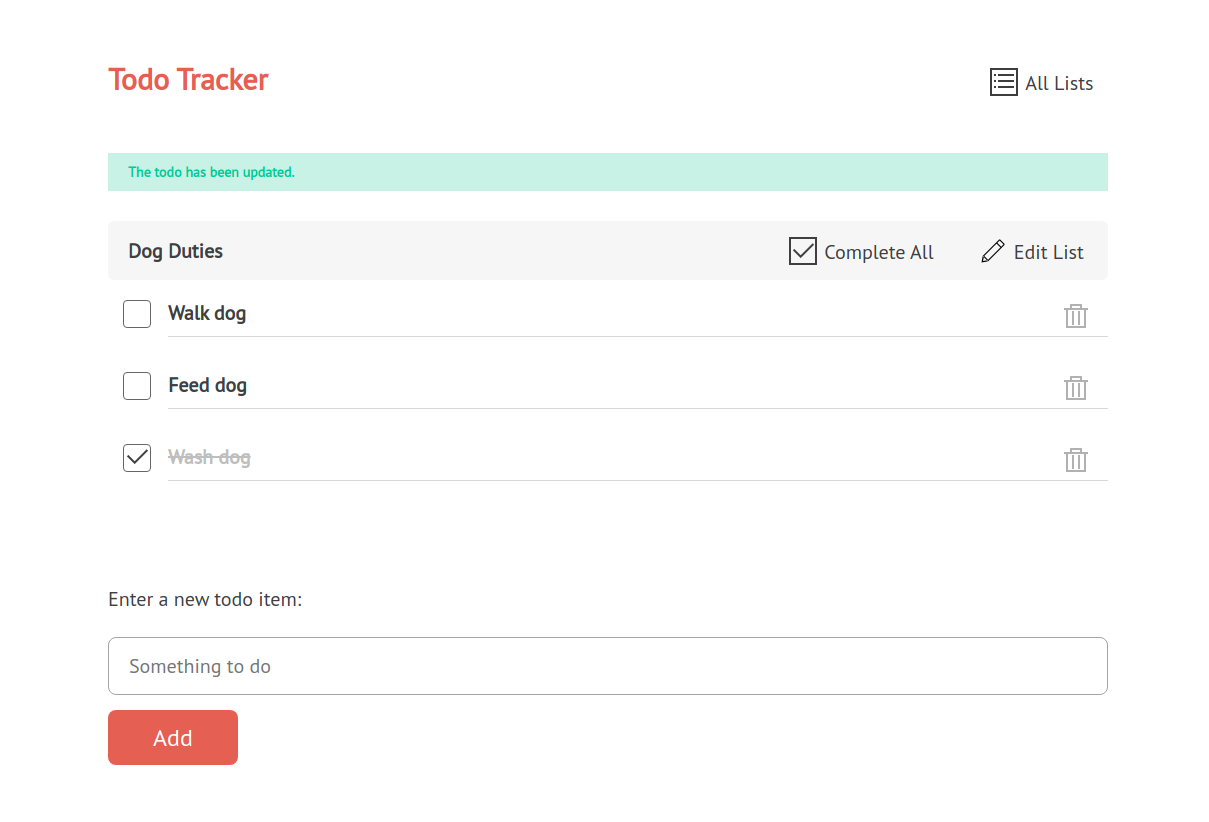 Todo Tracker
All Lists
The todo has been updated.
Dog Duties
Complete All
Edit List
Walk dog
Feed dog
Wash dog
Enter a new todo item:
Something to do
Add